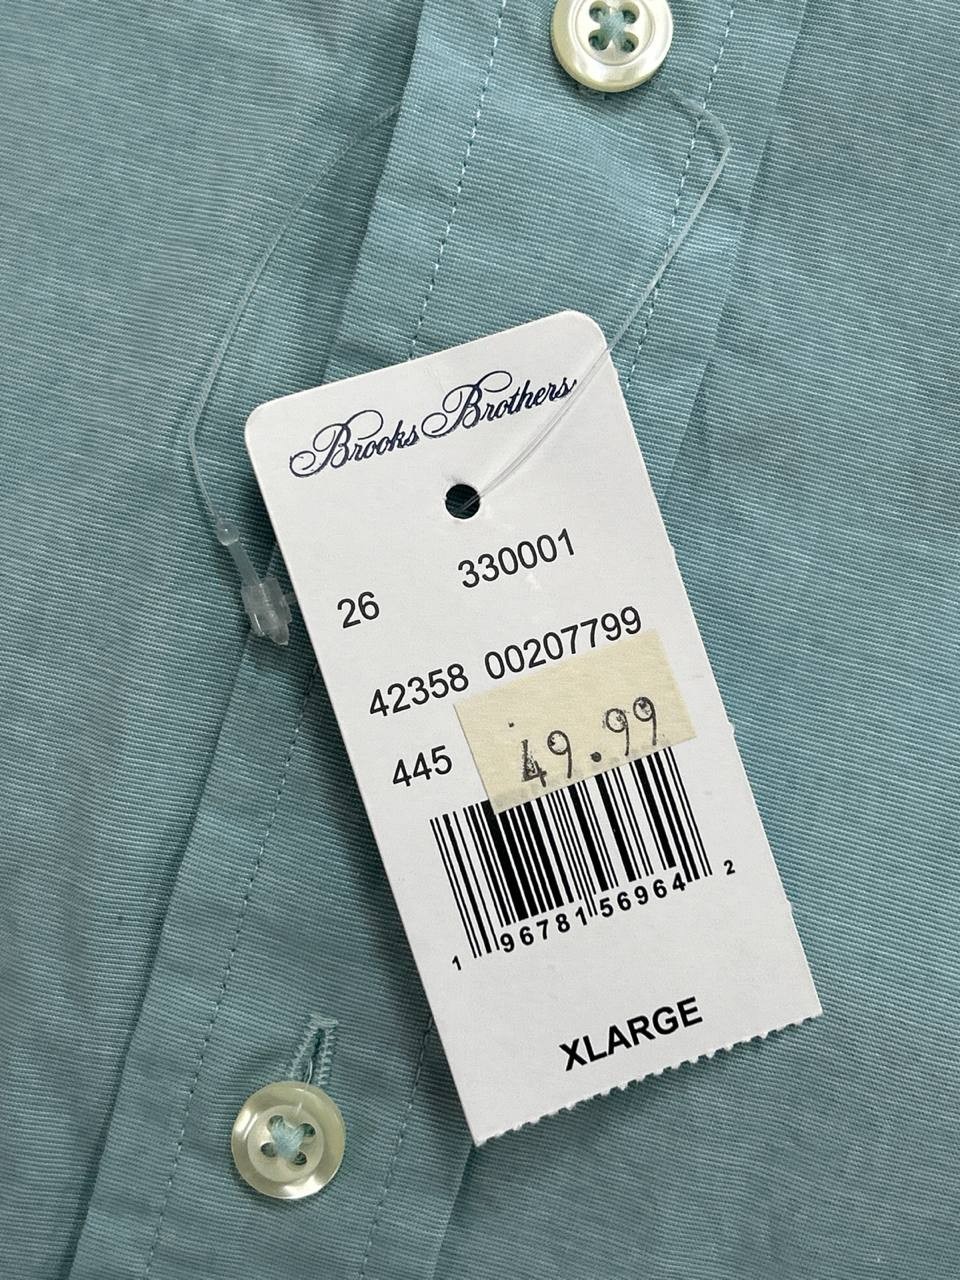 Brooks Brothers
26 330001
42358 00207799
445 49.99
1 96781 56964 2
XLARGE